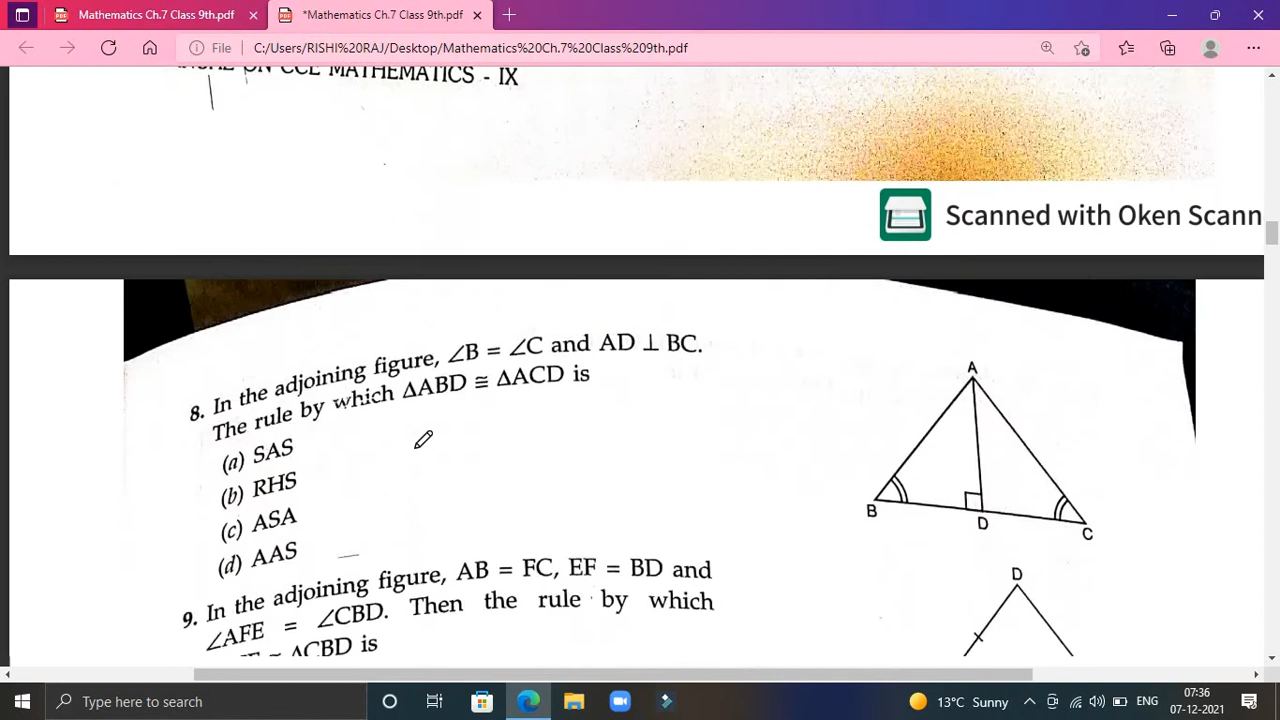 Mathematics Ch.7 Class 9th.pdf
*Mathematics Ch.7 Class 9th.pdf
File
C:/Users/RISHI%20RAJ/Desktop/Mathematics%20Ch.7%20Class%209th.pdf
ON CCE MATHEMATICS - IX
Scanned with Oken Scann
8. In the adjoining figure, ∠B = ∠C and AD ⊥ BC.
The rule by which ΔABD ≅ ΔACD is
(a) SAS
(b) RHS
(c) ASA
(d) AAS
A
B
D
C
9. In the adjoining figure, AB = FC, EF = BD and
∠AFE = ∠CBD. Then the rule by which
ΔCBD is
D
Type here to search
13°C Sunny
ENG
07:36
07-12-2021